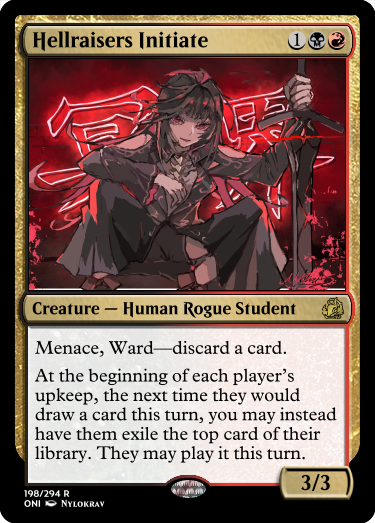 Hellraisers Initiate 1
Creature — Human Rogue Student
Menace, Ward—discard a card.
At the beginning of each player's
upkeep, the next time they would
draw a card this turn, you may instead
have them exile the top card of their
library. They may play it this turn.
3/3
198/294 R
ONI Nylokrav